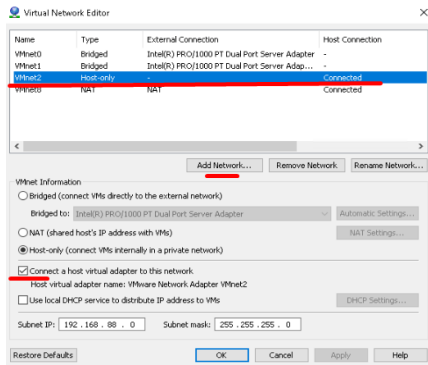 Virtual Network Editor
Name Type External Connection Host Connection
VMnet0 Bridged Intel(R) PRO/1000 PT Dual Port Server Adapter -
VMnet1 Bridged Intel(R) PRO/1000 PT Dual Port Server Adap... -
VMnet2 Host-only - Connected
VMnet8 NAT NAT Connected
Add Network... Remove Network Rename Network...
VMnet Information
Bridged (connect VMs directly to the external network)
Bridged to: Intel(R) PRO/1000 PT Dual Port Server Adapter Automatic Settings...
NAT (shared host's IP address with VMs) NAT Settings...
Host-only (connect VMs internally in a private network)
Connect a host virtual adapter to this network
Host virtual adapter name: VMware Network Adapter VMnet2
Use local DHCP service to distribute IP address to VMs DHCP Settings...
Subnet IP: 192 . 168 . 88 . 0 Subnet mask: 255 . 255 . 255 . 0
Restore Defaults OK Cancel Apply Help